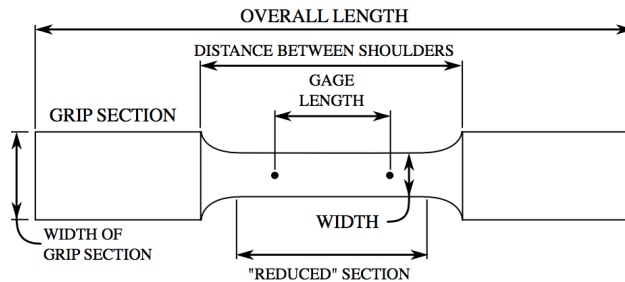 OVERALL LENGTH
DISTANCE BETWEEN SHOULDERS
GAGE
LENGTH
GRIP SECTION
WIDTH
WIDTH OF
GRIP SECTION
"REDUCED" SECTION